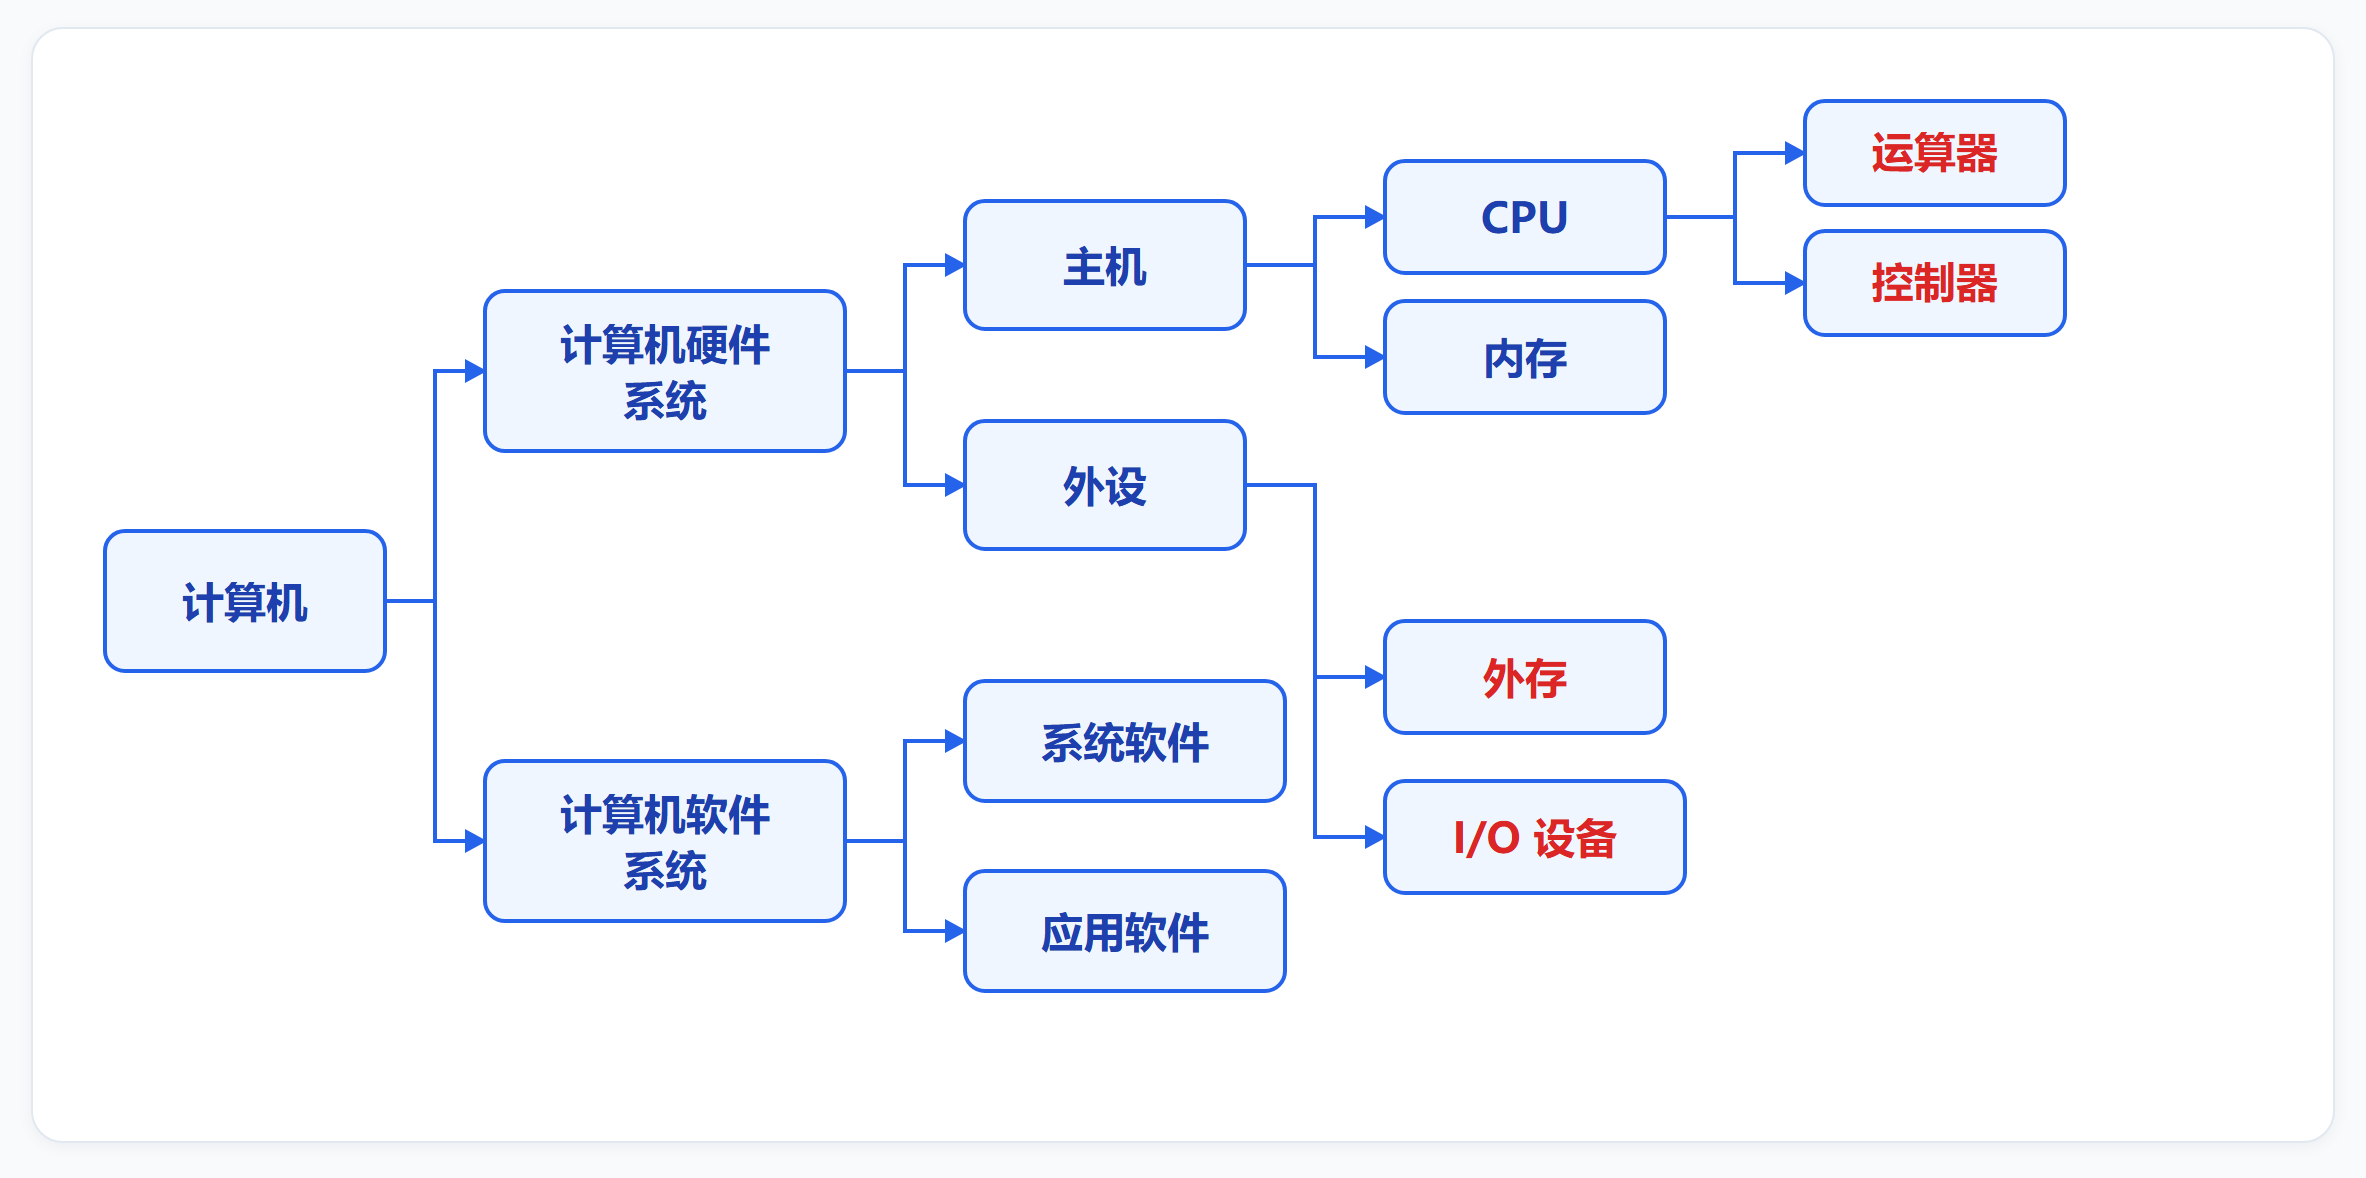 计算机
计算机硬件
系统
计算机软件
系统
主机
外设
系统软件
应用软件
CPU
内存
外存
I/O 设备
运算器
控制器